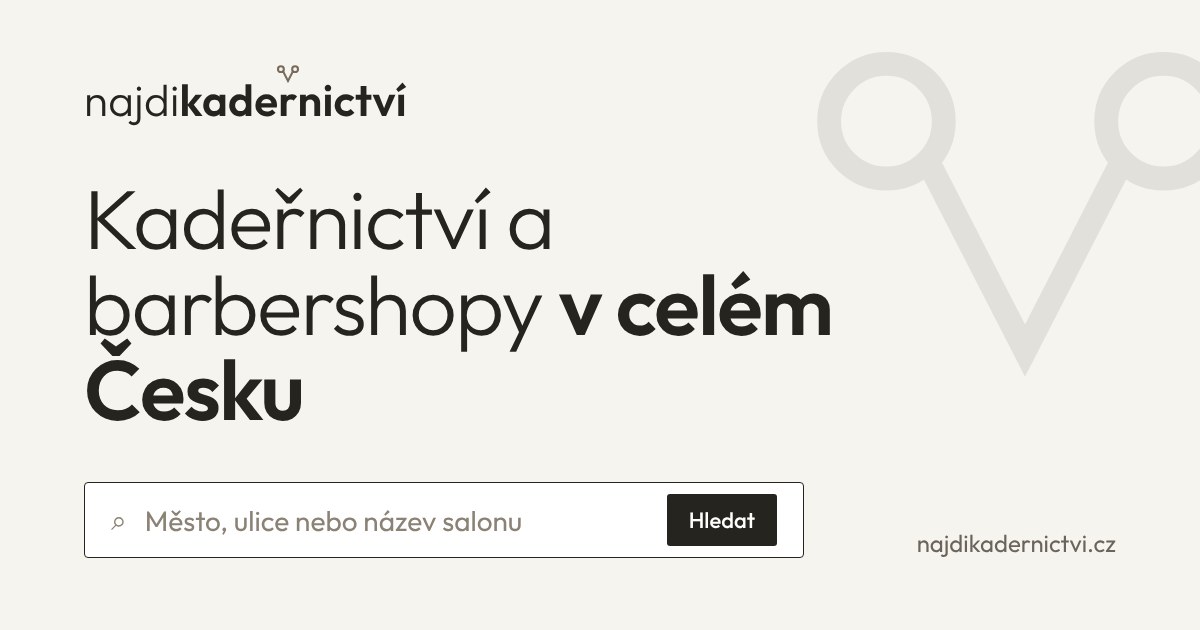 najdikadernictví
Kadeřnictví a
barbershopy v celém
Česku
Město, ulice nebo název salonu
Hledat
najdikadernictvi.cz